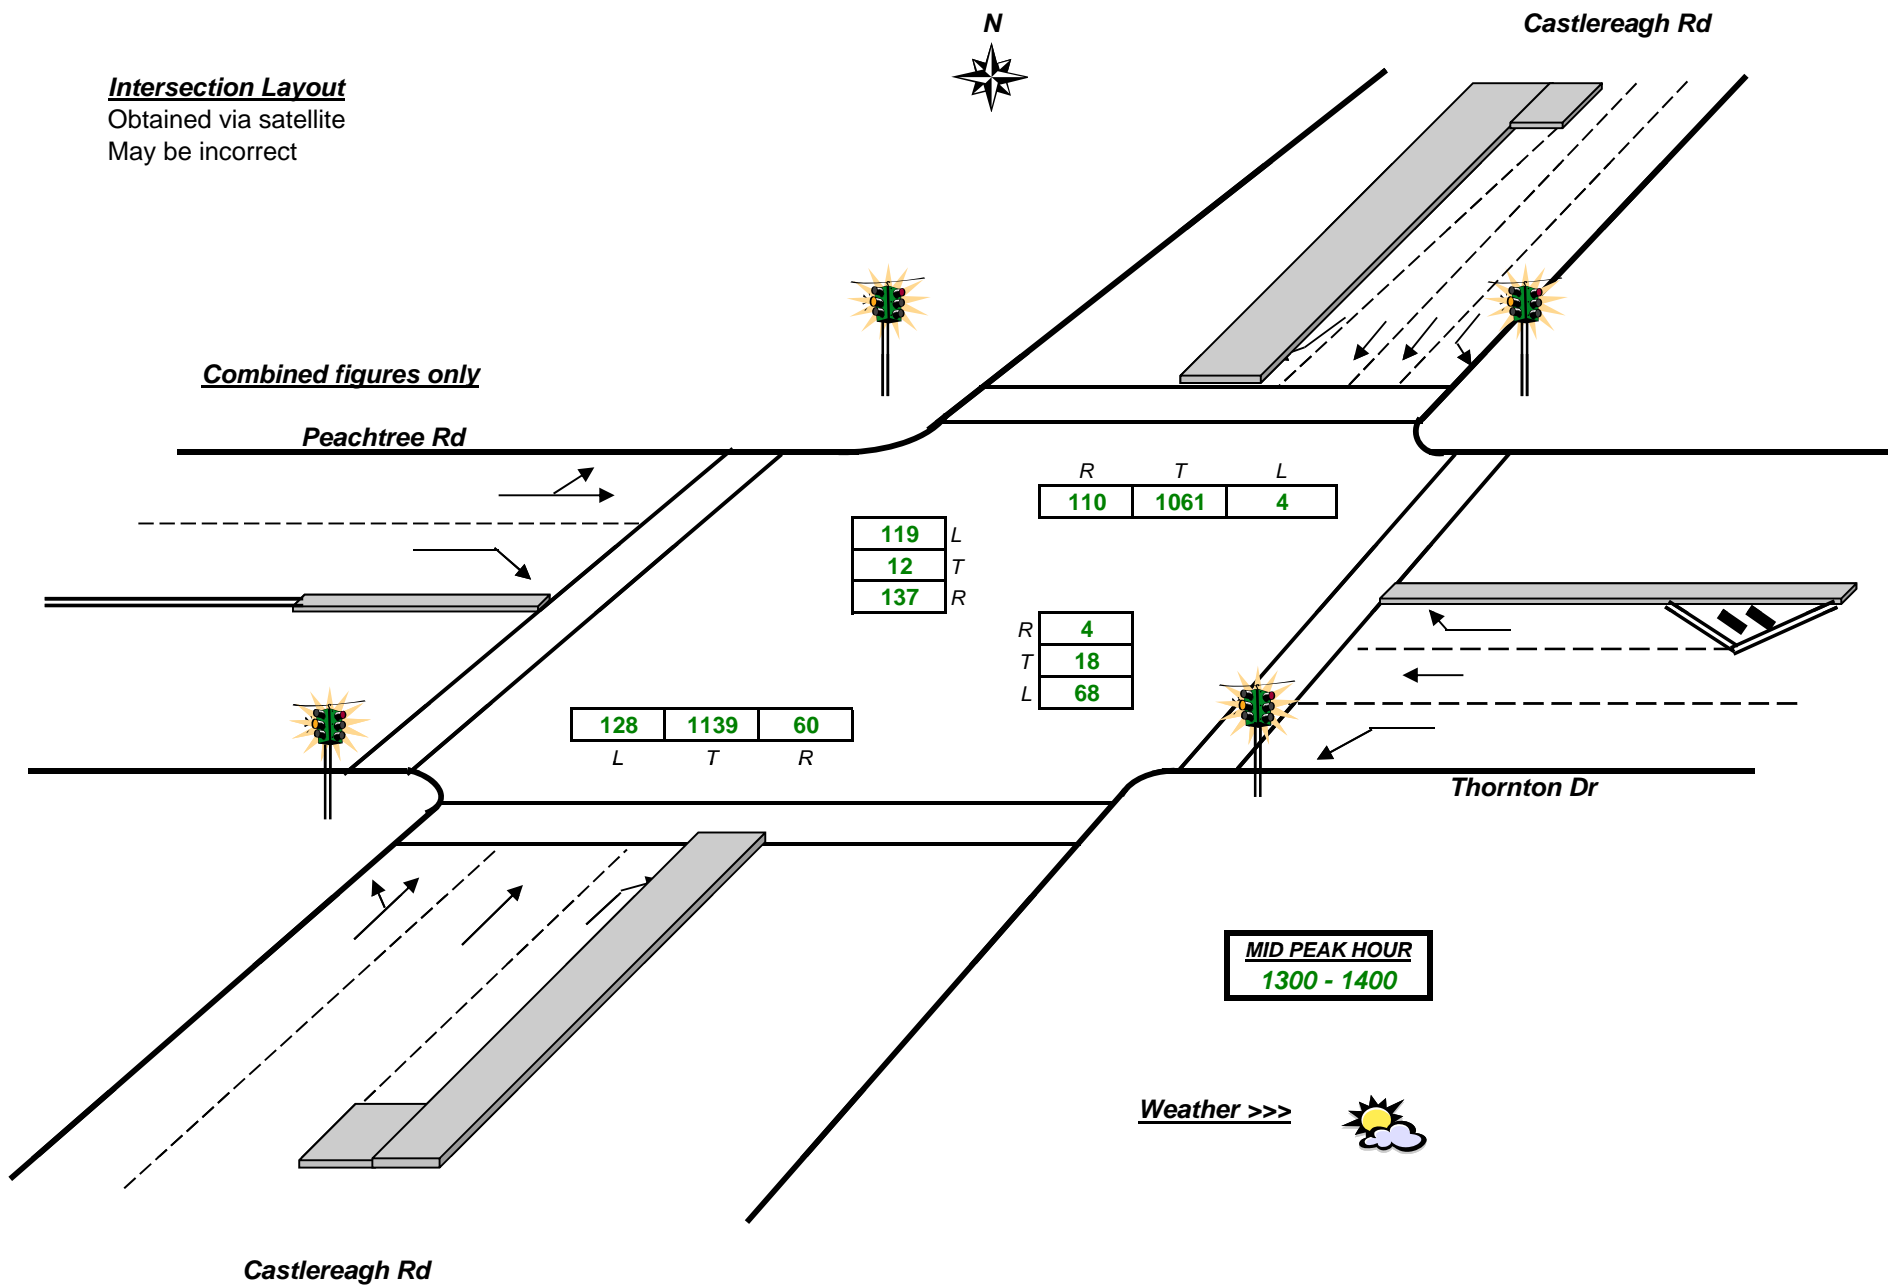 N
Castlereagh Rd
Intersection Layout
Obtained via satellite
May be incorrect
Combined figures only
Peachtree Rd
R T L
110 1061 4
119 L
12 T
137 R
R 4
T 18
L 68
128 1139 60
L T R
Thornton Dr
MID PEAK HOUR
1300 - 1400
Weather >>>
Castlereagh Rd